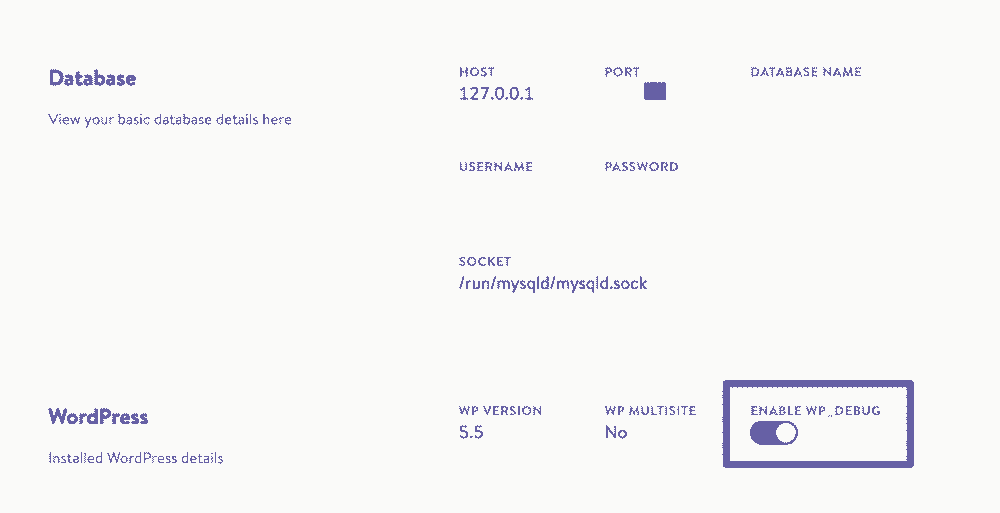 Database
View your basic database details here
HOST
127.0.0.1
PORT
DATABASE NAME
USERNAME
PASSWORD
SOCKET
/run/mysqld/mysqld.sock
WordPress
Installed WordPress details
WP VERSION
5.5
WP MULTISITE
No
ENABLE WP_DEBUG